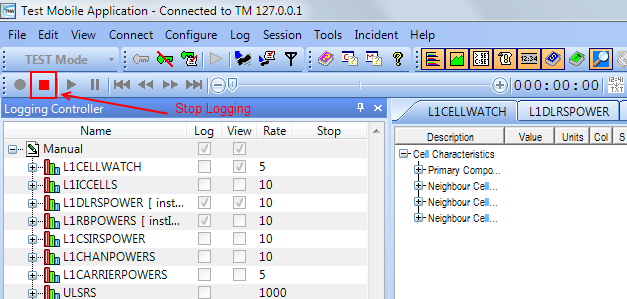 Test Mobile Application - Connected to TM 127.0.0.1
File Edit View Connect Configure Log Session Tools Incident Help
TEST Mode
000:00:00
Stop Logging
Logging Controller
L1CELLWATCH L1DLRSPOWER
Name Log View Rate Stop
Description Value Units Col S
Manual
Cell Characteristics
L1CELLWATCH 5
Primary Compo...
L1ICCELLS 10
Neighbour Cell...
L1DLRSPOWER [ inst... 10
Neighbour Cell...
L1RBPOWERS [ instI... 10
Neighbour Cell...
L1CSIRSPOWER 10
L1CHANPOWERS 10
L1CARRIERPOWERS 5
ULSRS 1000